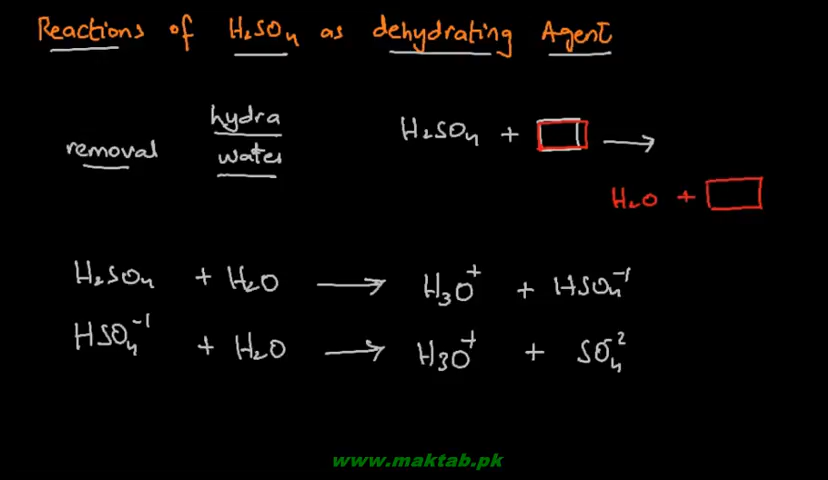 Reactions of H₂SO₄ as dehydrating Agent
hydra
removal water
H₂SO₄ + →
H₂O +
H₂SO₄ + H₂O → H₃O⁺ + HSO₄⁻¹
HSO₄⁻¹ + H₂O → H₃O⁺ + SO₄⁻²
www.maktab.pk